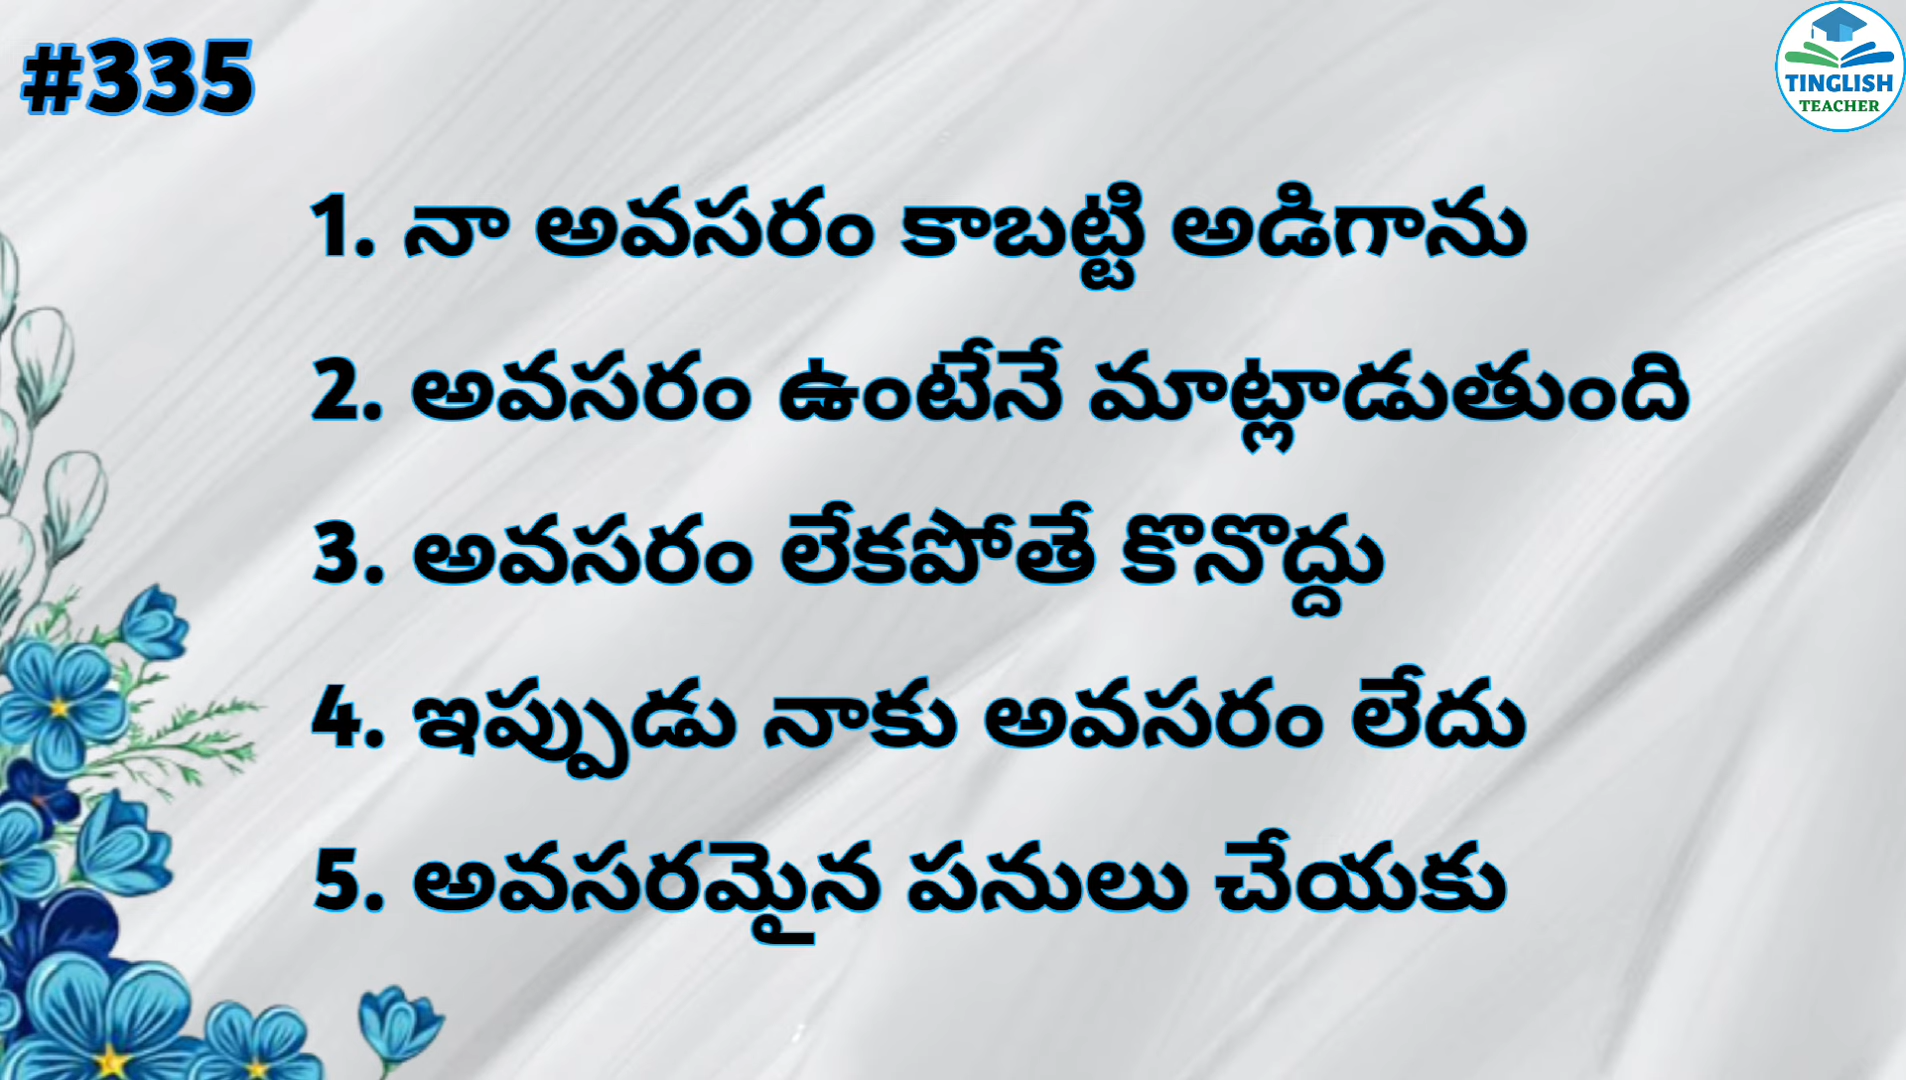 #335
TINGLISH
TEACHER
1. నా అవసరం కాబట్టి అడిగాను
2. అవసరం ఉంటేనే మాట్లాడుతుంది
3. అవసరం లేకపోతే కొనొద్దు
4. ఇప్పుడు నాకు అవసరం లేదు
5. అవసరమైన పనులు చేయకు